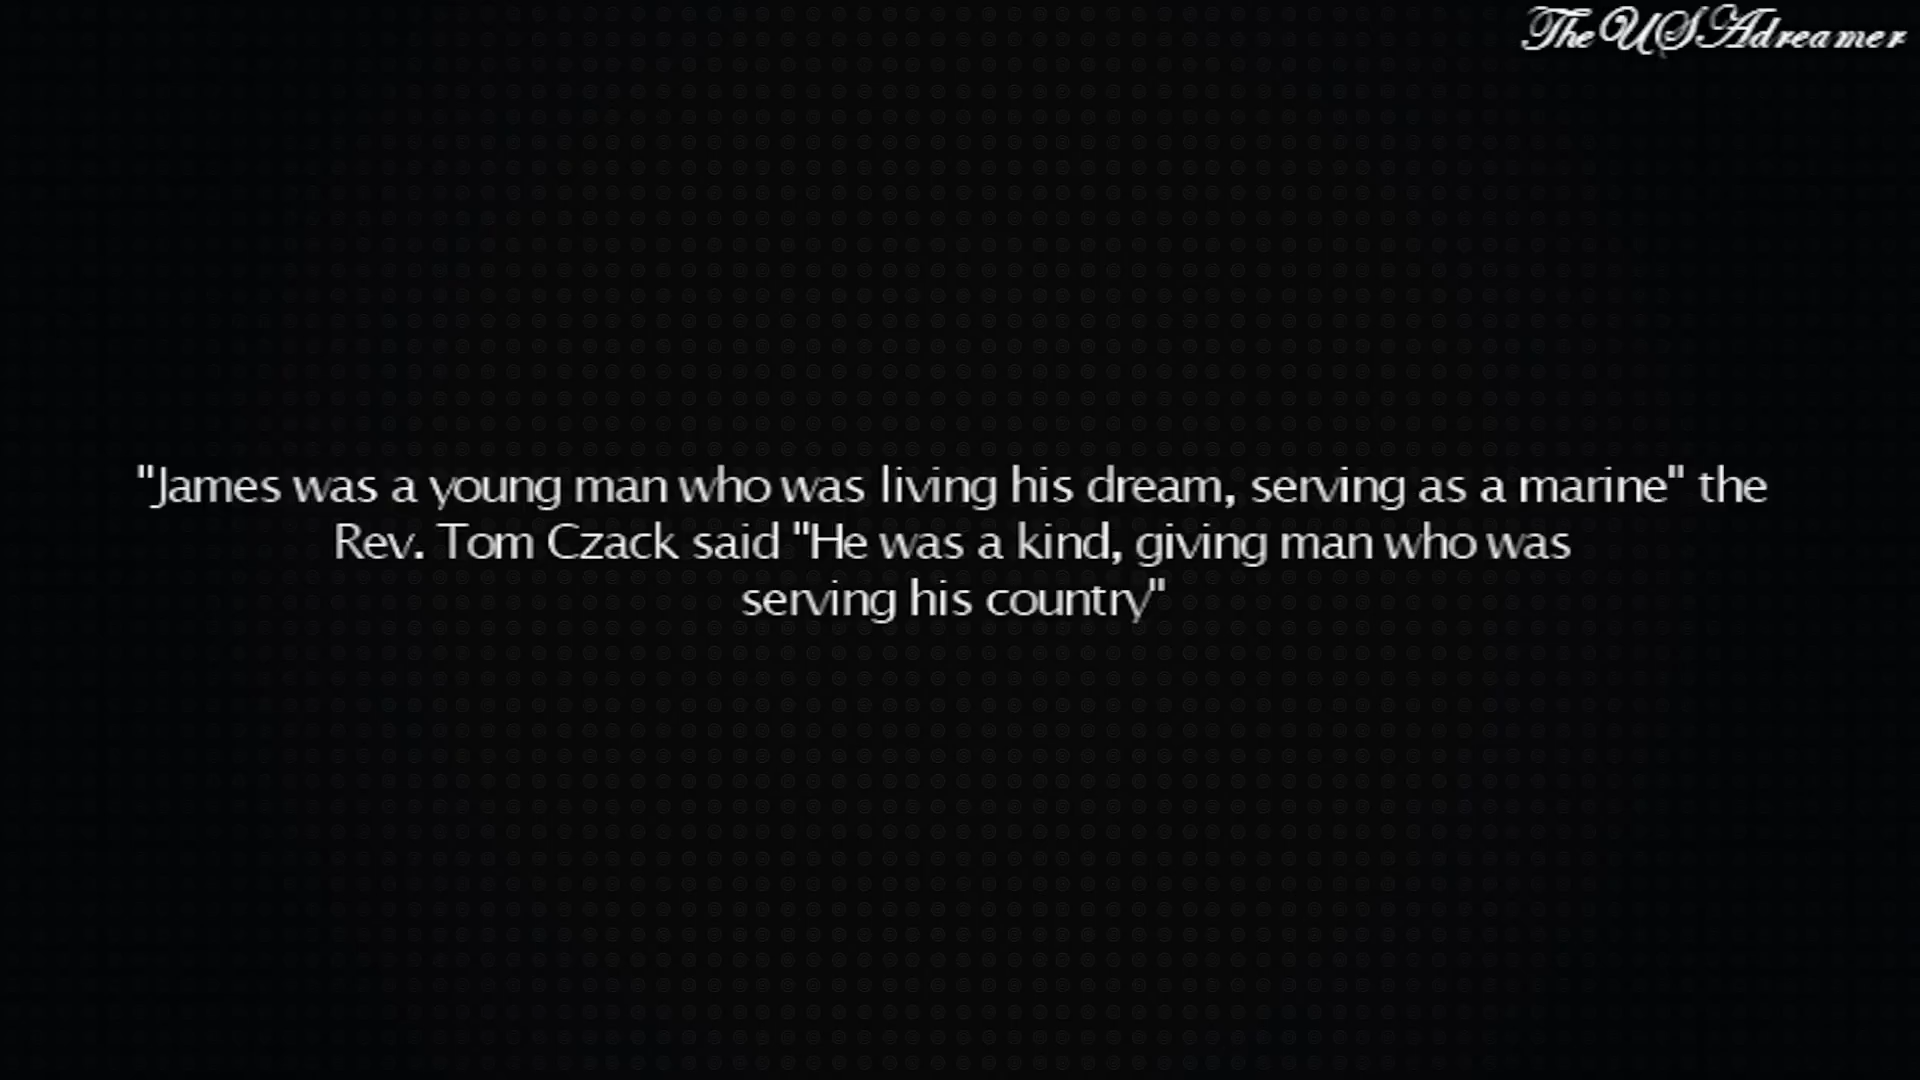 TheUSAdreamer
"James was a young man who was living his dream, serving as a marine" the
Rev. Tom Czack said "He was a kind, giving man who was
serving his country"